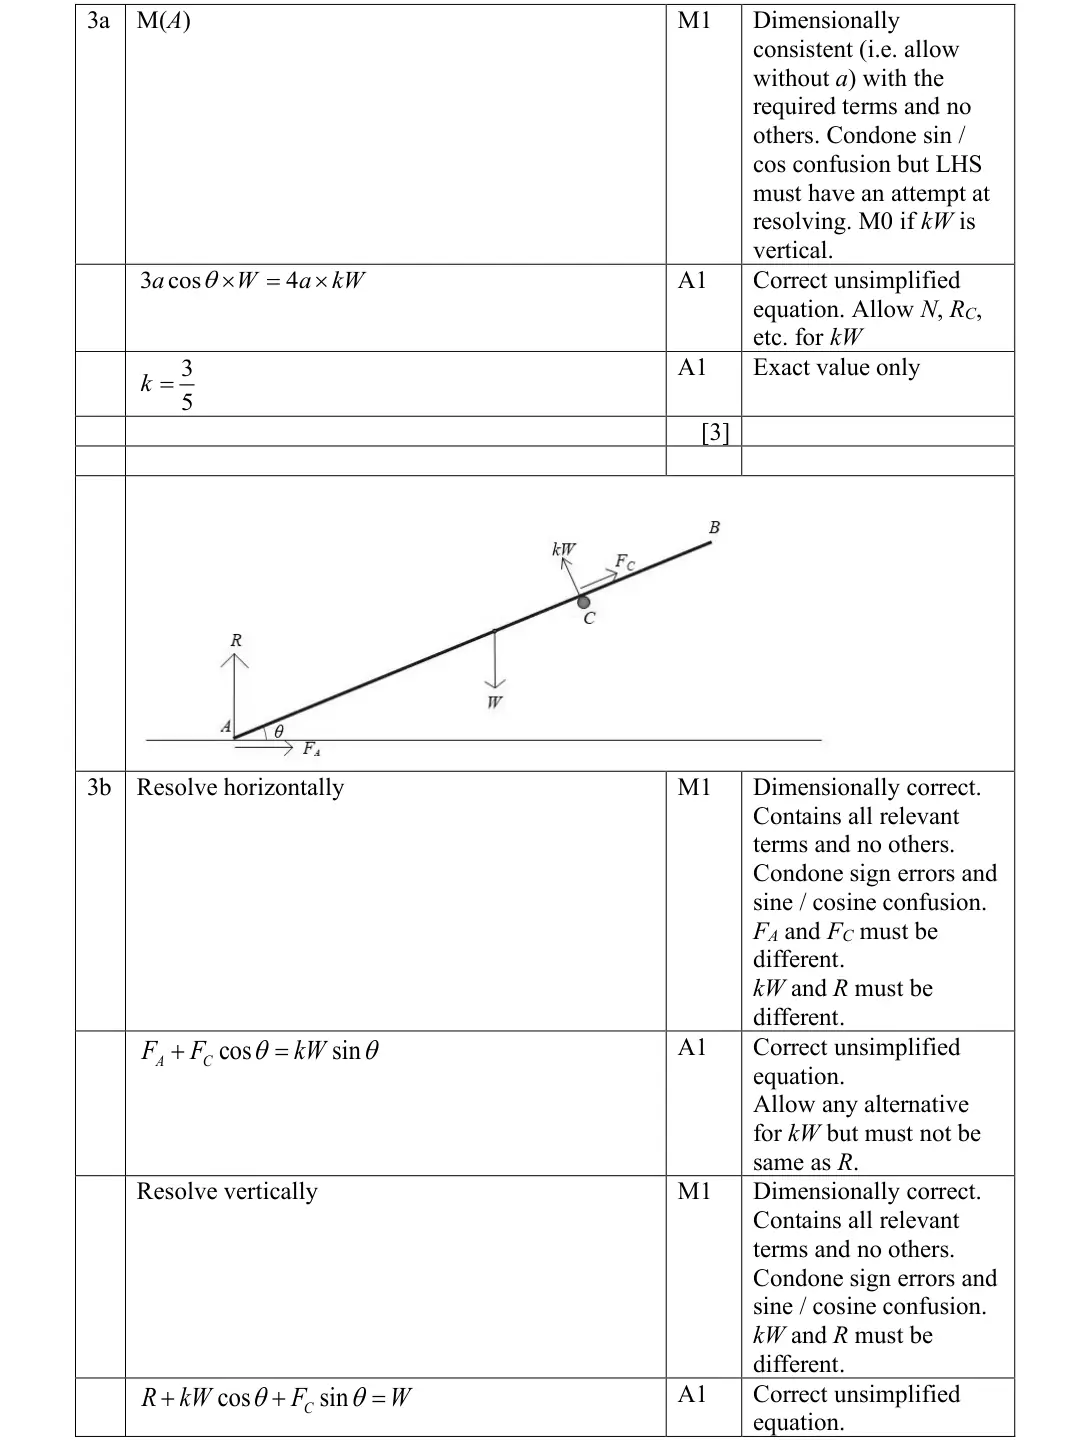 3a M(A) M1 Dimensionally
consistent (i.e. allow
without a) with the
required terms and no
others. Condone sin /
cos confusion but LHS
must have an attempt at
resolving. M0 if kW is
vertical.
3a cos θ × W = 4a × kW A1 Correct unsimplified
equation. Allow N, R_C,
etc. for kW
k = 3/5 A1 Exact value only
[3]
B
kW
F_C
C
R
W
A
θ
F_A
3b Resolve horizontally M1 Dimensionally correct.
Contains all relevant
terms and no others.
Condone sign errors and
sine / cosine confusion.
F_A and F_C must be
different.
kW and R must be
different.
F_A + F_C cos θ = kW sin θ A1 Correct unsimplified
equation.
Allow any alternative
for kW but must not be
same as R.
Resolve vertically M1 Dimensionally correct.
Contains all relevant
terms and no others.
Condone sign errors and
sine / cosine confusion.
kW and R must be
different.
R + kW cos θ + F_C sin θ = W A1 Correct unsimplified
equation.